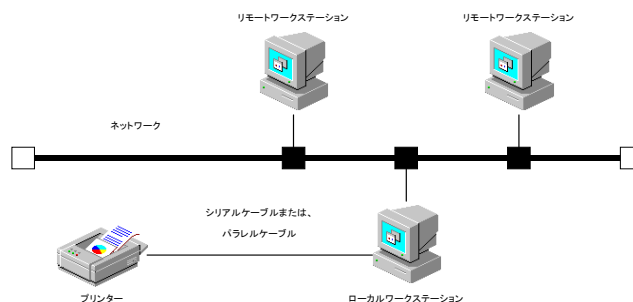 リモートワークステーション
リモートワークステーション
ネットワーク
シリアルケーブルまたは、
パラレルケーブル
プリンター
ローカルワークステーション